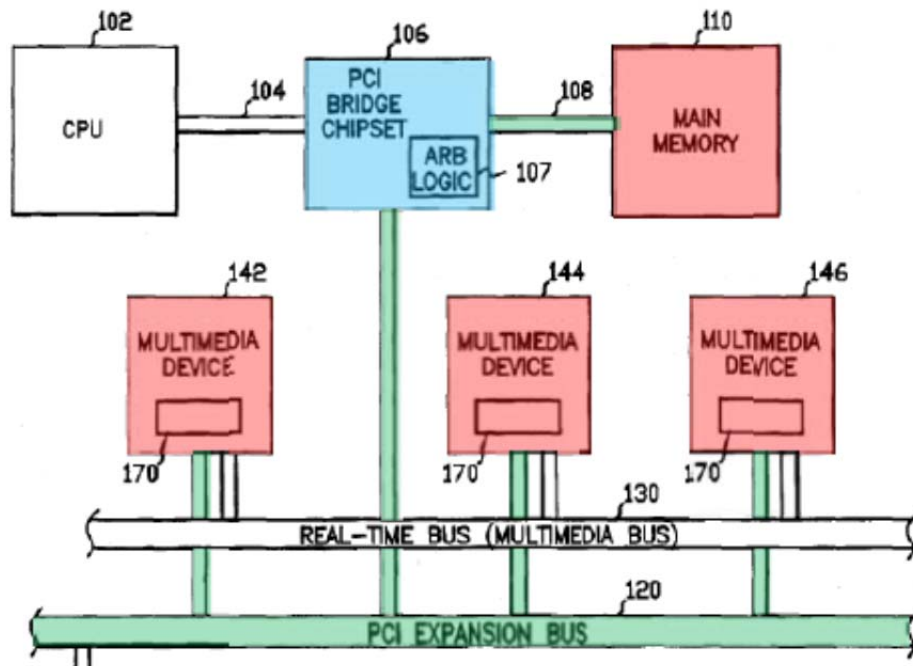 102
106
110
104
108
CPU
PCI
BRIDGE
CHIPSET
ARB
LOGIC
107
MAIN
MEMORY
142
144
146
MULTIMEDIA
DEVICE
MULTIMEDIA
DEVICE
MULTIMEDIA
DEVICE
170
170
170
130
REAL-TIME BUS (MULTIMEDIA BUS)
120
PCI EXPANSION BUS